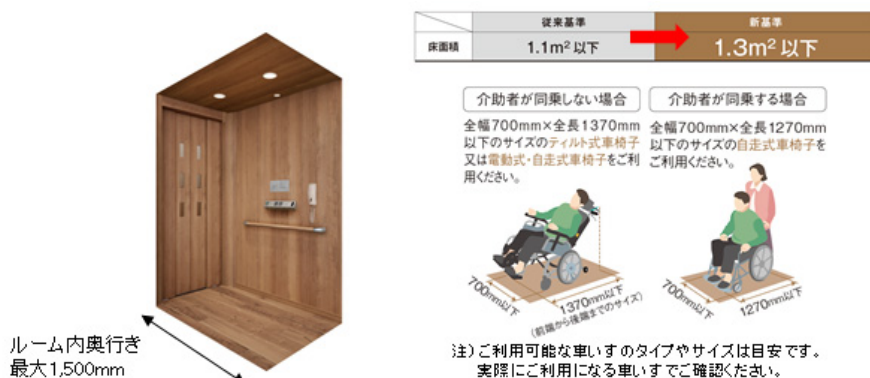 従来基準 新基準
床面積 1.1m² 以下 1.3m² 以下
介助者が同乗しない場合
全幅700mm×全長1370mm
以下のサイズのティルト式車椅子
又は電動式・自走式車椅子をご利
用ください。
700mm以下
1370mm以下
(前端から後端までのサイズ)
介助者が同乗する場合
全幅700mm×全長1270mm
以下のサイズの自走式車椅子を
ご利用ください。
700mm以下
1270mm以下
ルーム内奥行き
最大1,500mm
注)ご利用可能な車いすのタイプやサイズは目安です。
実際にご利用になる車いすでご確認ください。